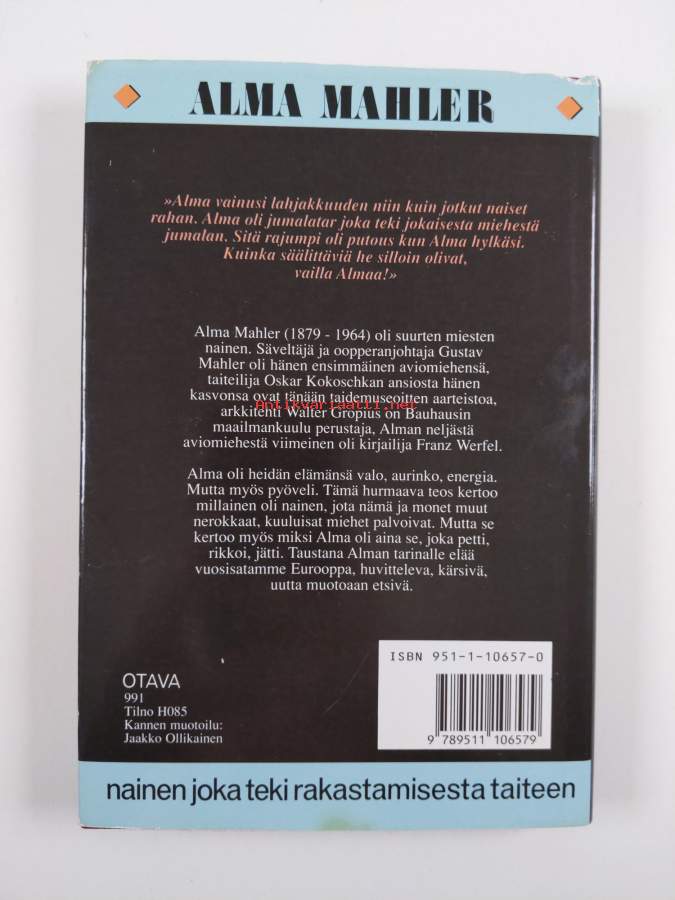 ALMA MAHLER
»Alma vainusi lahjakkuuden niin kuin jotkut naiset
rahan. Alma oli jumalatar joka teki jokaisesta miehestä
jumalan. Sitä rajumpi oli putous kun Alma hylkäsi.
Kuinka säälittäviä he silloin olivat,
vailla Almaa!»
Alma Mahler (1879 - 1964) oli suurten miesten
nainen. Säveltäjä ja oopperanjohtaja Gustav
Mahler oli hänen ensimmäinen aviomiehensä,
taiteilija Oskar Kokoschkan ansiosta hänen
kasvonsa ovat tänään taidemuseoitten aarteistoa,
Antikvariaatti.net
arkkitehti Walter Gropius on Bauhausin
maailmankuulu perustaja, Alman neljästä
aviomiehestä viimeinen oli kirjailija Franz Werfel.
Alma oli heidän elämänsä valo, aurinko, energia.
Mutta myös pyöveli. Tämä hurmaava teos kertoo
millainen oli nainen, jota nämä ja monet muut
nerokkaat, kuuluisat miehet palvoivat. Mutta se
kertoo myös miksi Alma oli aina se, joka petti,
rikkoi, jätti. Taustana Alman tarinalle elää
vuosisatamme Eurooppa, huvitteleva, kärsivä,
uutta muotoaan etsivä.
ISBN 951-1-10657-0
9 789511 106579
OTAVA
991
Tilno H085
Kannen muotoilu:
Jaakko Ollikainen
nainen joka teki rakastamisesta taiteen